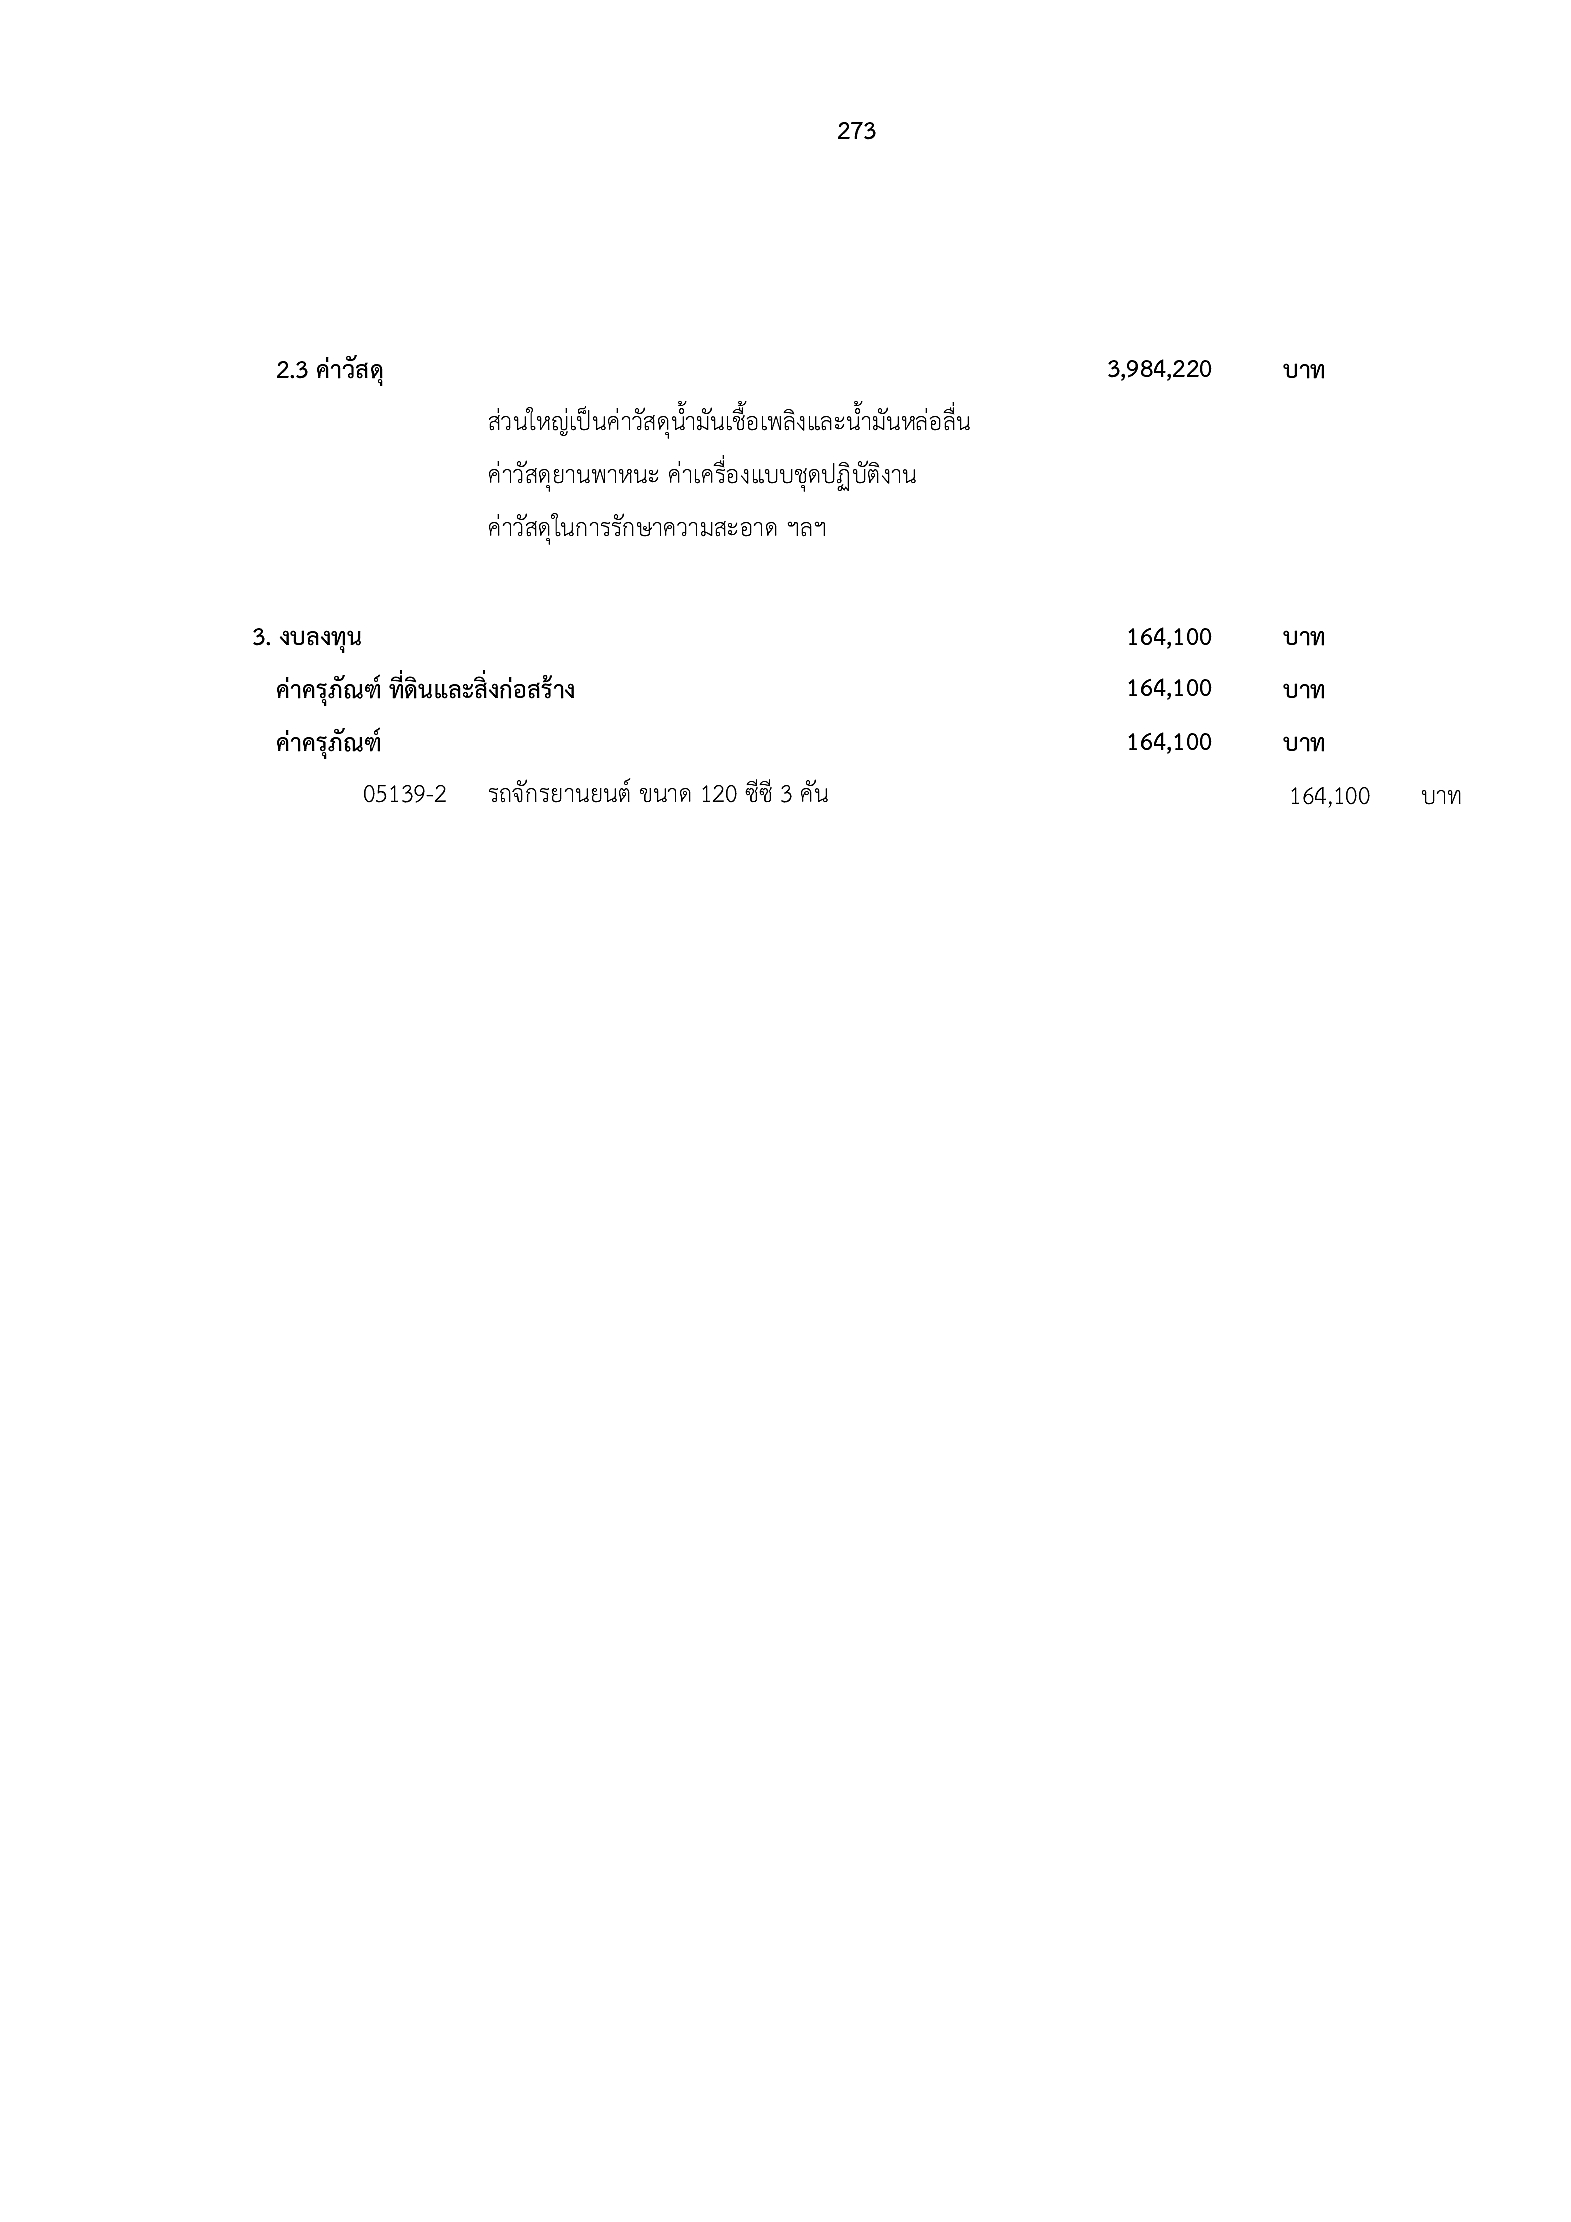 273
2.3 ค่าวัสดุ 3,984,220 บาท
ส่วนใหญ่เป็นค่าวัสดุน้ำมันเชื้อเพลิงและน้ำมันหล่อลื่น
ค่าวัสดุยานพาหนะ ค่าเครื่องแบบชุดปฏิบัติงาน
ค่าวัสดุในการรักษาความสะอาด ฯลฯ
3. งบลงทุน 164,100 บาท
ค่าครุภัณฑ์ ที่ดินและสิ่งก่อสร้าง 164,100 บาท
ค่าครุภัณฑ์ 164,100 บาท
05139-2 รถจักรยานยนต์ ขนาด 120 ซีซี 3 คัน 164,100 บาท